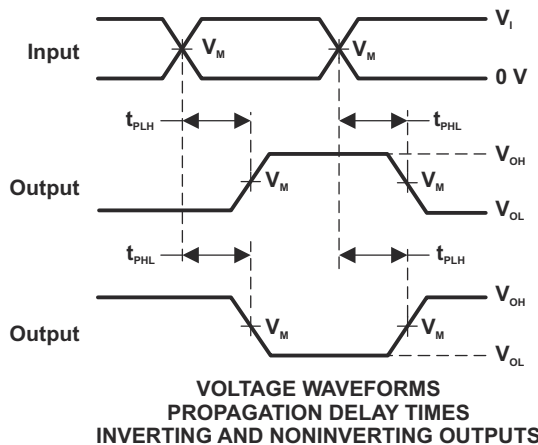 V_I
Input
V_M
V_M
0 V
t_PLH
t_PHL
V_OH
Output
V_M
V_M
V_OL
t_PHL
t_PLH
V_OH
Output
V_M
V_M
V_OL
VOLTAGE WAVEFORMS
PROPAGATION DELAY TIMES
INVERTING AND NONINVERTING OUTPUTS